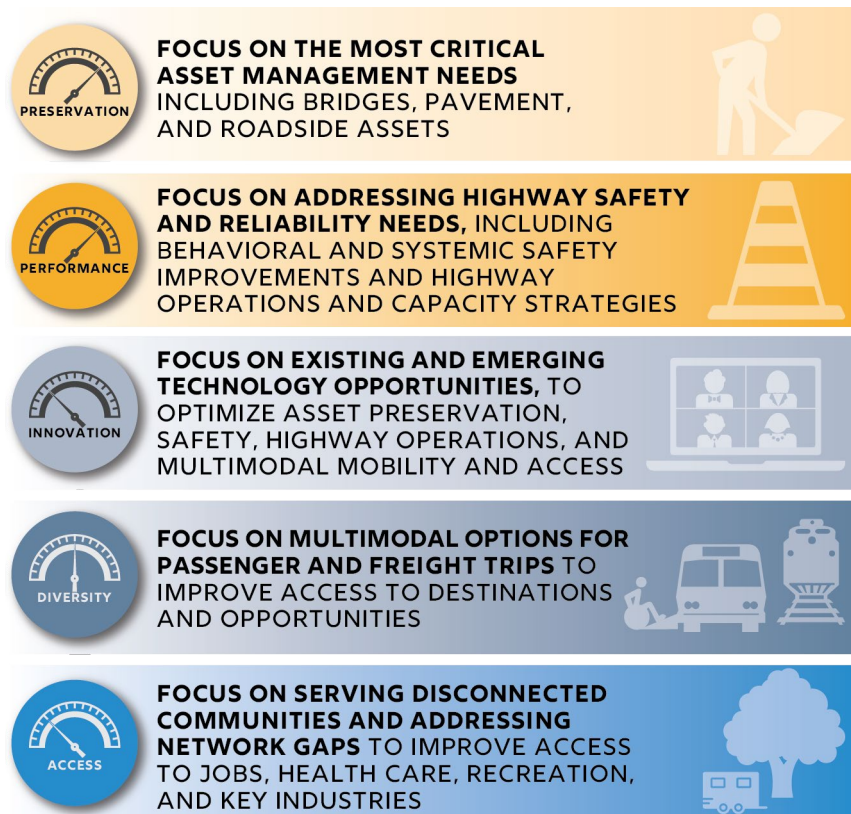 PRESERVATION
FOCUS ON THE MOST CRITICAL
ASSET MANAGEMENT NEEDS
INCLUDING BRIDGES, PAVEMENT,
AND ROADSIDE ASSETS
PERFORMANCE
FOCUS ON ADDRESSING HIGHWAY SAFETY
AND RELIABILITY NEEDS, INCLUDING
BEHAVIORAL AND SYSTEMIC SAFETY
IMPROVEMENTS AND HIGHWAY
OPERATIONS AND CAPACITY STRATEGIES
INNOVATION
FOCUS ON EXISTING AND EMERGING
TECHNOLOGY OPPORTUNITIES, TO
OPTIMIZE ASSET PRESERVATION,
SAFETY, HIGHWAY OPERATIONS, AND
MULTIMODAL MOBILITY AND ACCESS
DIVERSITY
FOCUS ON MULTIMODAL OPTIONS FOR
PASSENGER AND FREIGHT TRIPS TO
IMPROVE ACCESS TO DESTINATIONS
AND OPPORTUNITIES
ACCESS
FOCUS ON SERVING DISCONNECTED
COMMUNITIES AND ADDRESSING
NETWORK GAPS TO IMPROVE ACCESS
TO JOBS, HEALTH CARE, RECREATION,
AND KEY INDUSTRIES